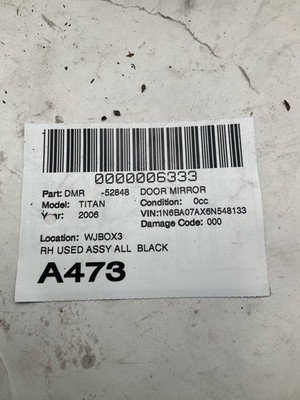 0000006333
Part: DMR -52848 DOOR MIRROR
Model: TITAN Condition: 0cc
Year: 2006 VIN:1N6BA07AX6N548133
Damage Code: 000
Location: WJBOX3
RH USED ASSY ALL BLACK
A473